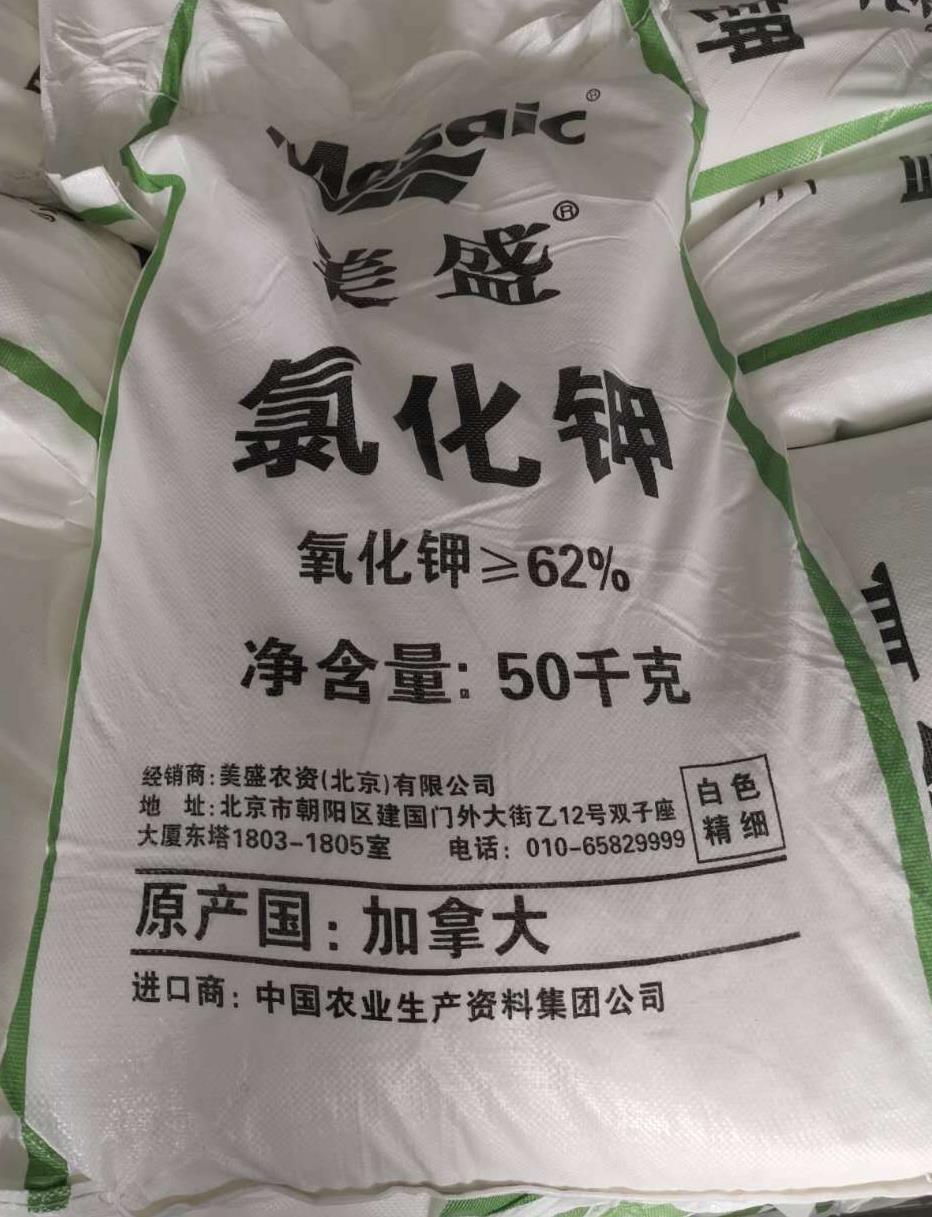 Mosaic®
美盛®
氯化钾
氧化钾≥62%
净含量: 50千克
经销商:美盛农资(北京)有限公司
地 址:北京市朝阳区建国门外大街乙12号双子座
大厦东塔1803-1805室 电话: 010-65829999
白色
精细
原产国: 加拿大
进口商: 中国农业生产资料集团公司
钾